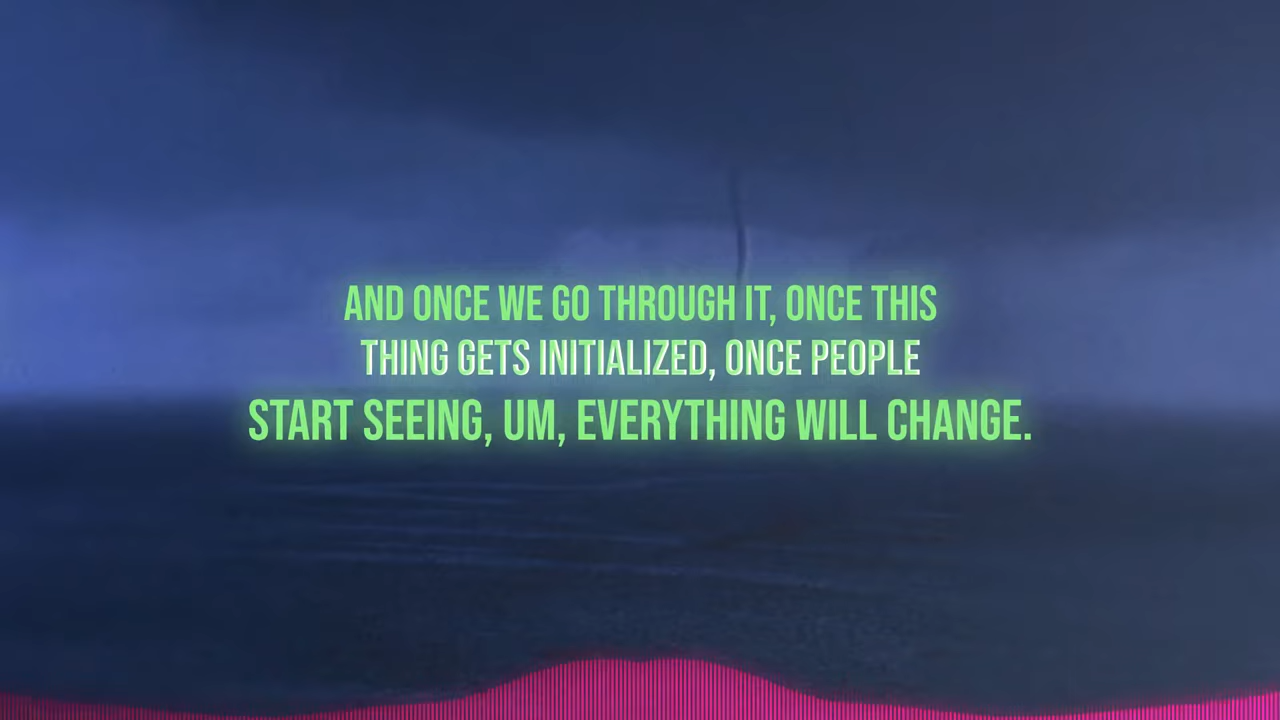 AND ONCE WE GO THROUGH IT, ONCE THIS
THING GETS INITIALIZED, ONCE PEOPLE
START SEEING, UM, EVERYTHING WILL CHANGE.